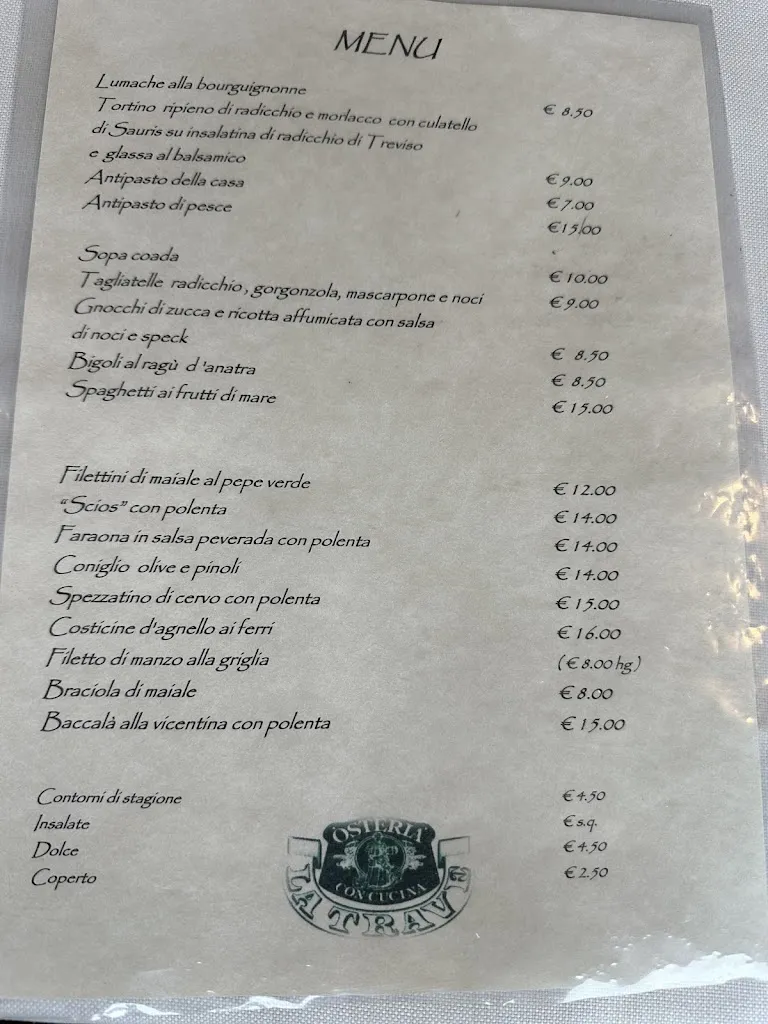 MENU
Lumache alla bourguignonne € 8.50
Tortino ripieno di radicchio e morlacco con culatello
di Sauris su insalatina di radicchio di Treviso
e glassa al balsamico € 9.00
Antipasto della casa € 7.00
Antipasto di pesce € 15.00
Sopa coada € 10.00
Tagliatelle radicchio, gorgonzola, mascarpone e noci € 9.00
Gnocchi di zucca e ricotta affumicata con salsa
di noci e speck € 8.50
Bigoli al ragù d'anatra € 8.50
Spaghetti ai frutti di mare € 15.00
Filettini di maiale al pepe verde € 12.00
"Scios" con polenta € 14.00
Faraona in salsa peverada con polenta € 14.00
Coniglio olive e pinoli € 14.00
Spezzatino di cervo con polenta € 15.00
Costicine d'agnello ai ferri € 16.00
Filetto di manzo alla griglia (€ 8.00 hg)
Braciola di maiale € 8.00
Baccalà alla vicentina con polenta € 15.00
Contorni di stagione € 4.50
Insalate € s.q.
Dolce € 4.50
Coperto € 2.50
OSTERIA
CON CUCINA
LA TRAVE